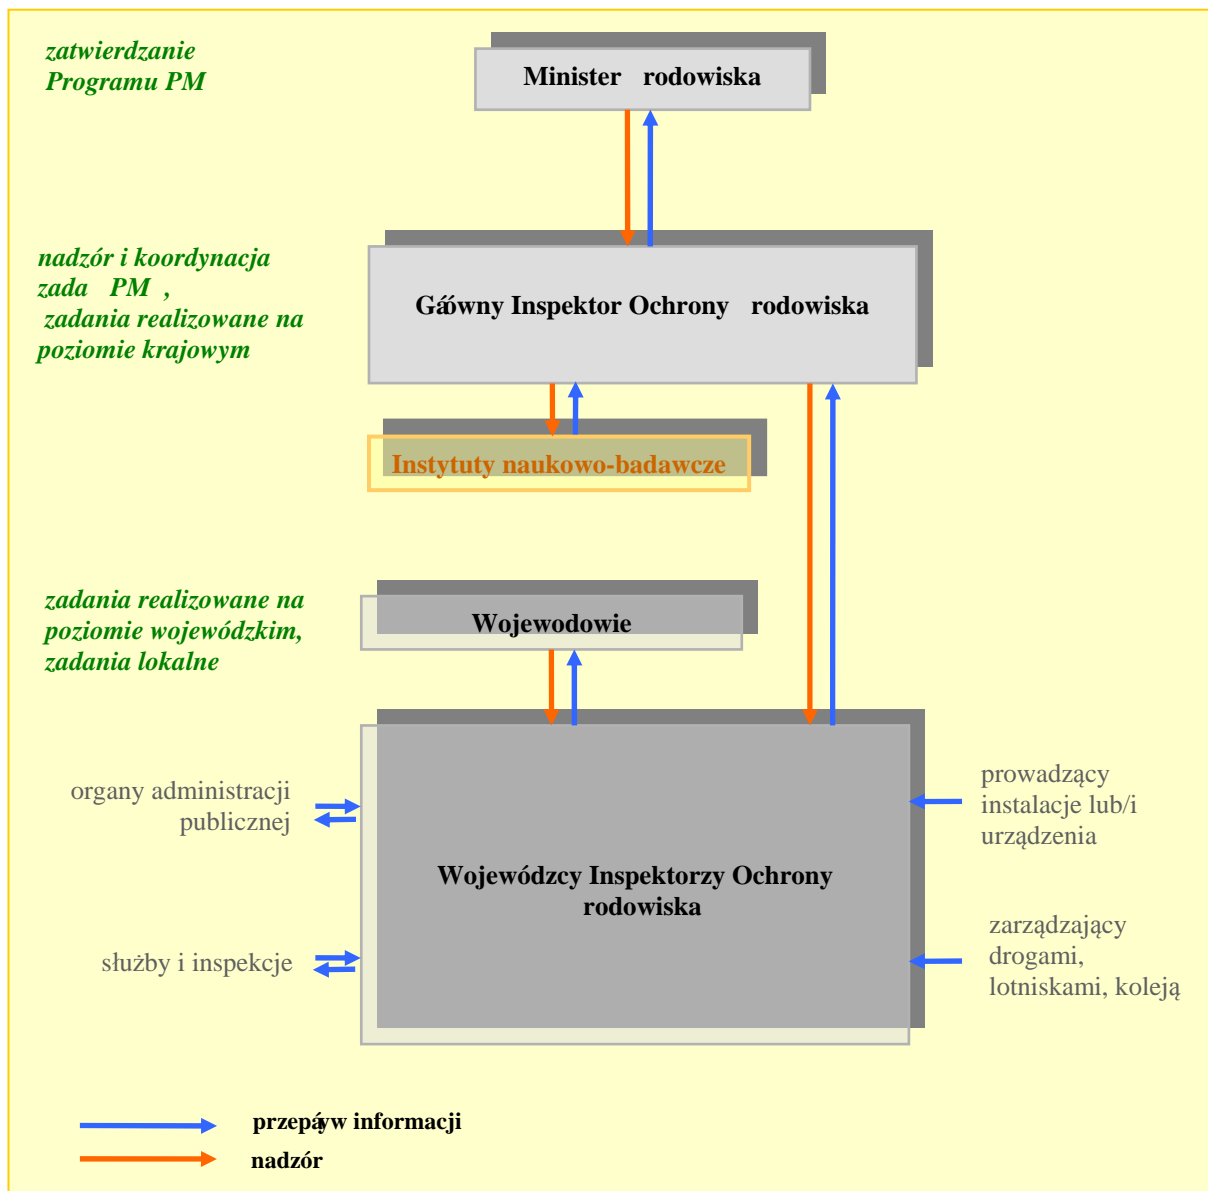 zatwierdzanie
Programu PM
Minister rodowiska
nadzór i koordynacja
zada PM ,
zadania realizowane na
poziomie krajowym
Gáówny Inspektor Ochrony rodowiska
Instytuty naukowo-badawcze
zadania realizowane na
poziomie wojewódzkim,
zadania lokalne
Wojewodowie
organy administracji
publicznej
prowadzący
instalacje lub/i
urządzenia
Wojewódzcy Inspektorzy Ochrony
rodowiska
służby i inspekcje
zarządzający
drogami,
lotniskami, koleją
przepáyw informacji
nadzór